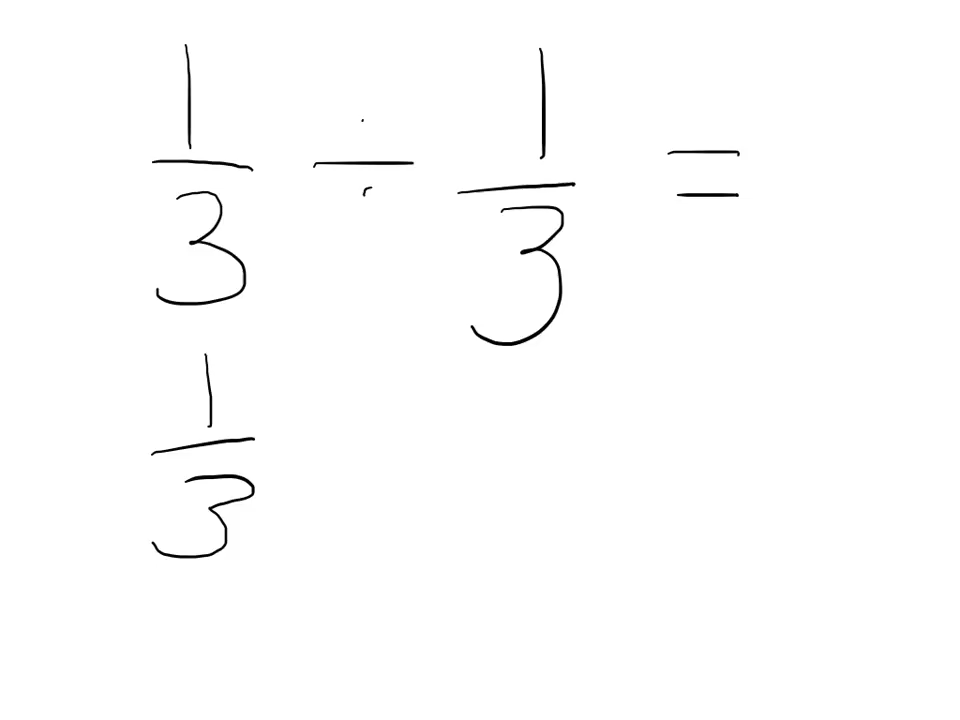 1/3 ÷ 1/3 =
1/3